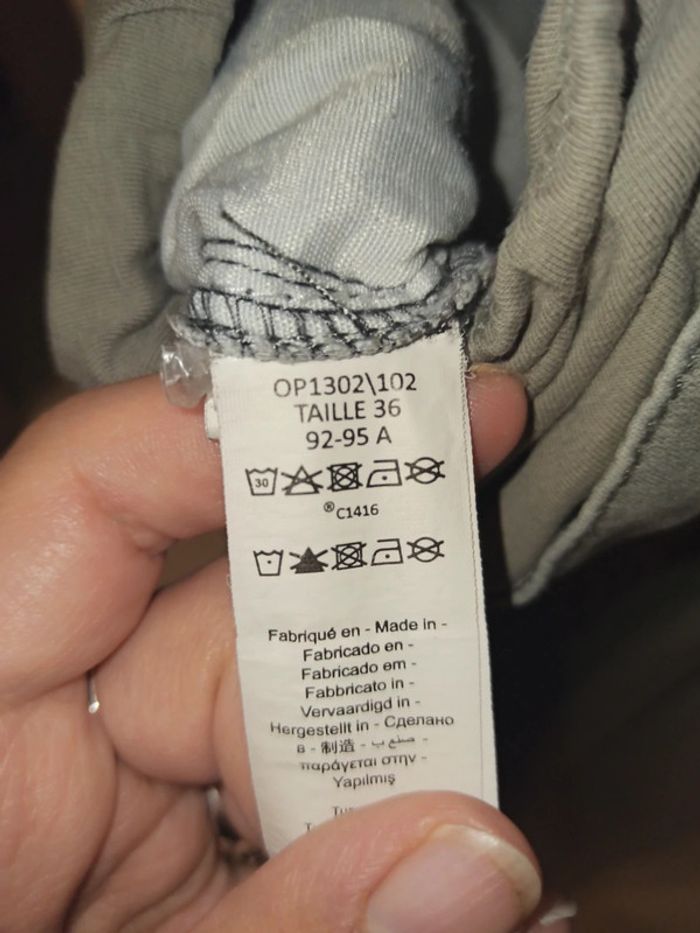 OP1302\102
TAILLE 36
92-95 A
30
®C1416
Fabriqué en - Made in -
Fabricado en -
Fabricado em -
Fabbricato in -
Vervaardigd in -
Hergestellt in - Сделано
в - 制造 - صنع ب -
παράγεται στην -
Yapılmış